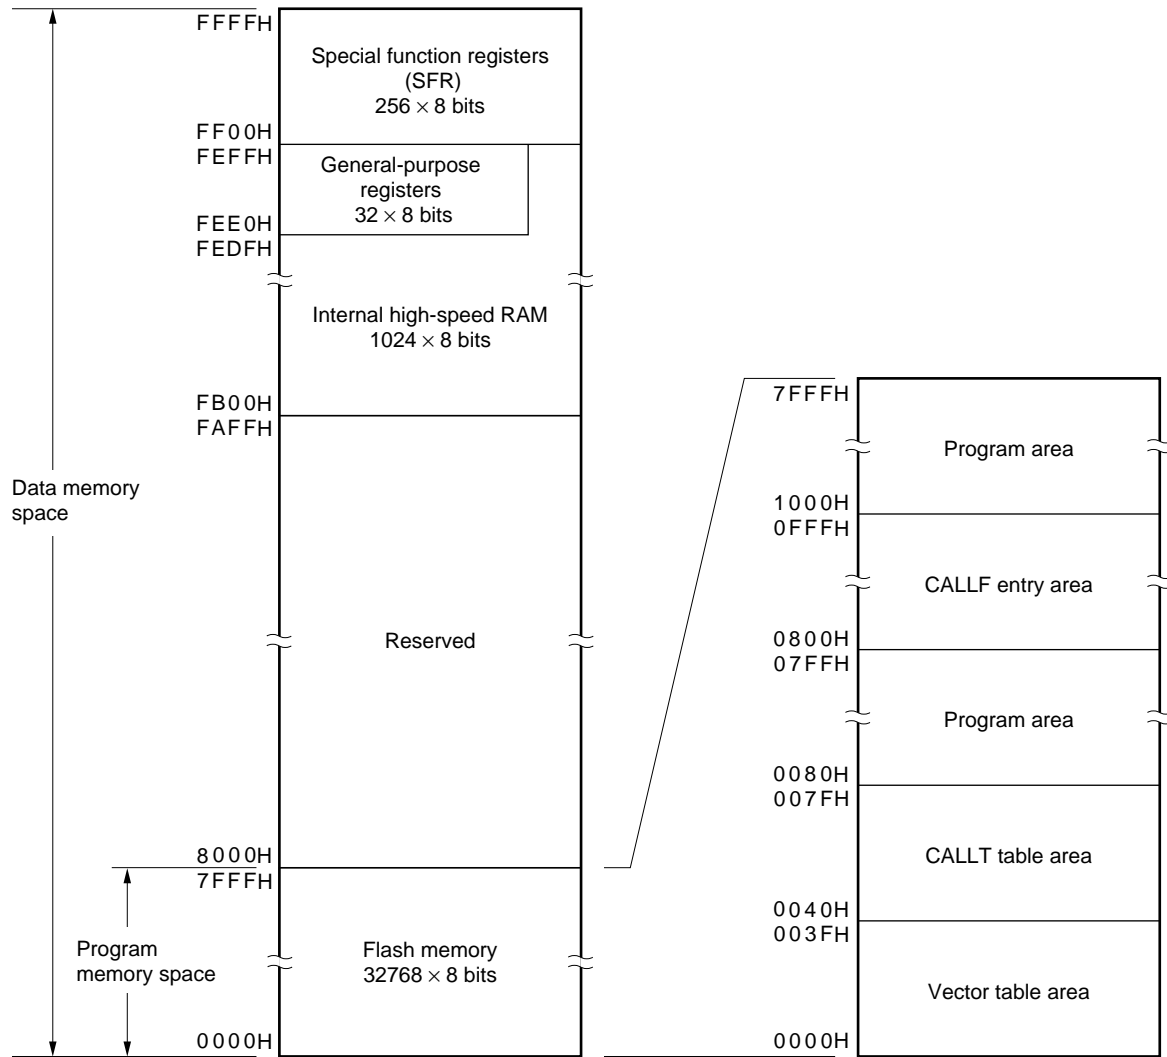 FFFFH
Special function registers
(SFR)
256 × 8 bits
FF00H
FEFFH
General-purpose
registers
32 × 8 bits
FEE0H
FEDFH
Internal high-speed RAM
1024 × 8 bits
FB00H
FAFFH
Data memory
space
Reserved
8000H
7FFFH
Program
memory space
Flash memory
32768 × 8 bits
0000H
7FFFH
Program area
1000H
0FFFH
CALLF entry area
0800H
07FFH
Program area
0080H
007FH
CALLT table area
0040H
003FH
Vector table area
0000H